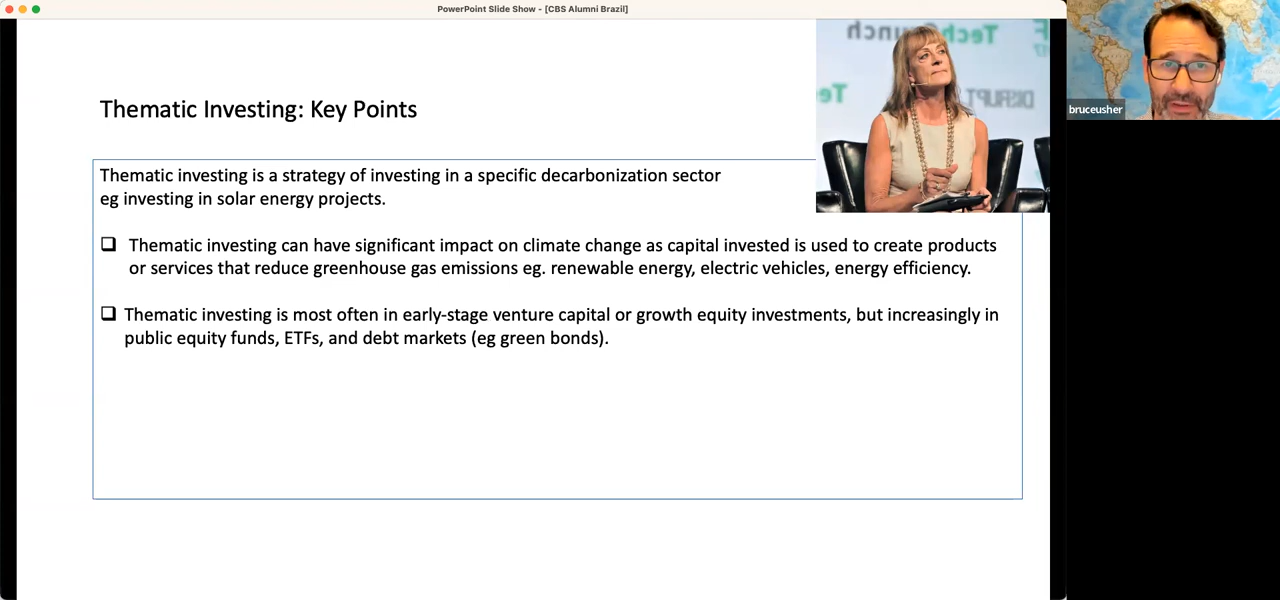 PowerPoint Slide Show - [CBS Alumni Brazil]
TechCrunch
F
17
Te
DISRUPT
bruceusher
Thematic Investing: Key Points
Thematic investing is a strategy of investing in a specific decarbonization sector
eg investing in solar energy projects.
Thematic investing can have significant impact on climate change as capital invested is used to create products
or services that reduce greenhouse gas emissions eg. renewable energy, electric vehicles, energy efficiency.
Thematic investing is most often in early-stage venture capital or growth equity investments, but increasingly in
public equity funds, ETFs, and debt markets (eg green bonds).